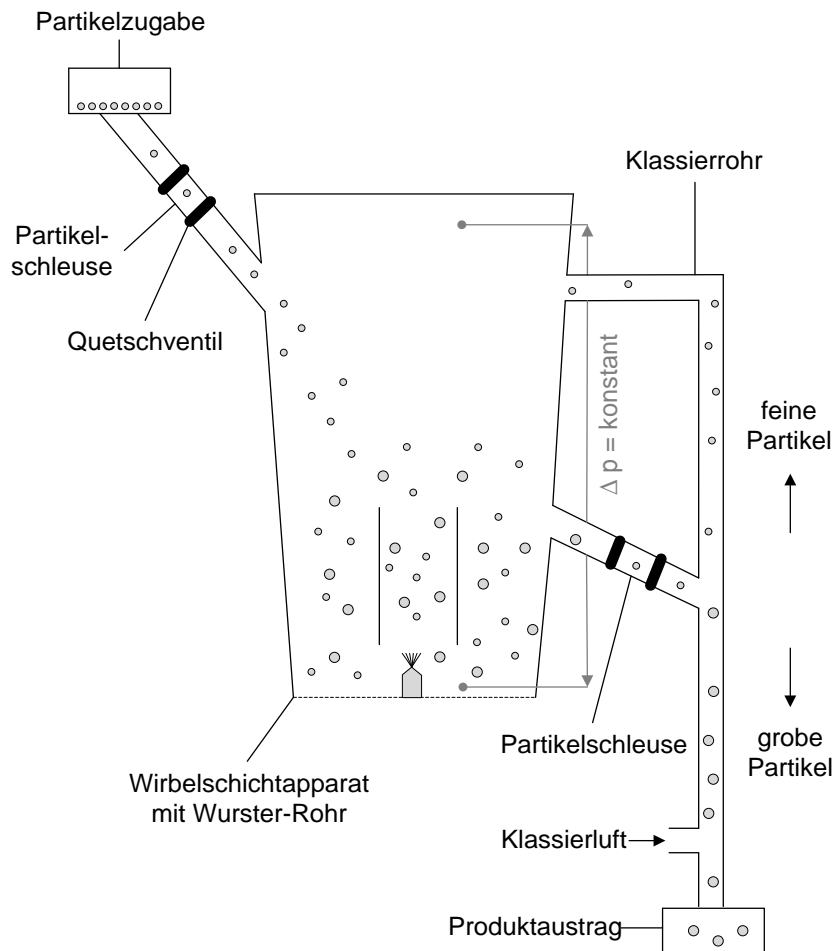 Partikelzugabe
Klassierrohr
Partikel-
schleuse
Quetschventil
Δ p = konstant
feine
Partikel
Partikelschleuse
grobe
Partikel
Wirbelschichtapparat
mit Wurster-Rohr
Klassierluft
Produktaustrag